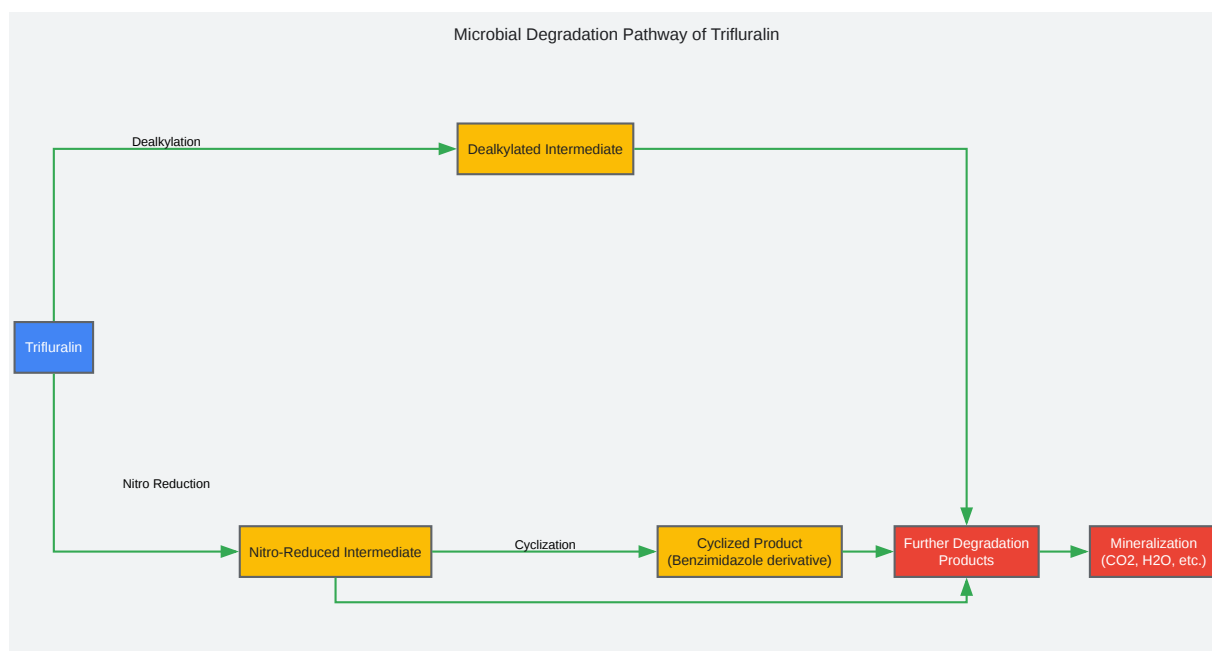 Microbial Degradation Pathway of Trifluralin
Dealkylation
Dealkylated Intermediate
Trifluralin
Nitro Reduction
Nitro-Reduced Intermediate
Cyclization
Cyclized Product
(Benzimidazole derivative)
Further Degradation
Products
Mineralization
(CO2, H2O, etc.)